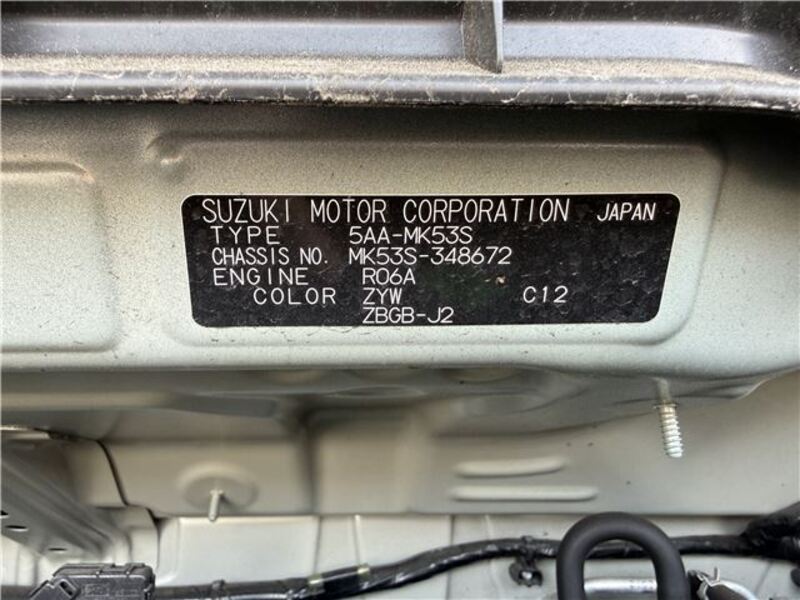 SUZUKI MOTOR CORPORATION JAPAN
TYPE 5AA-MK53S
CHASSIS NO. MK53S-348672
ENGINE R06A
COLOR ZYW C12
ZBGB-J2